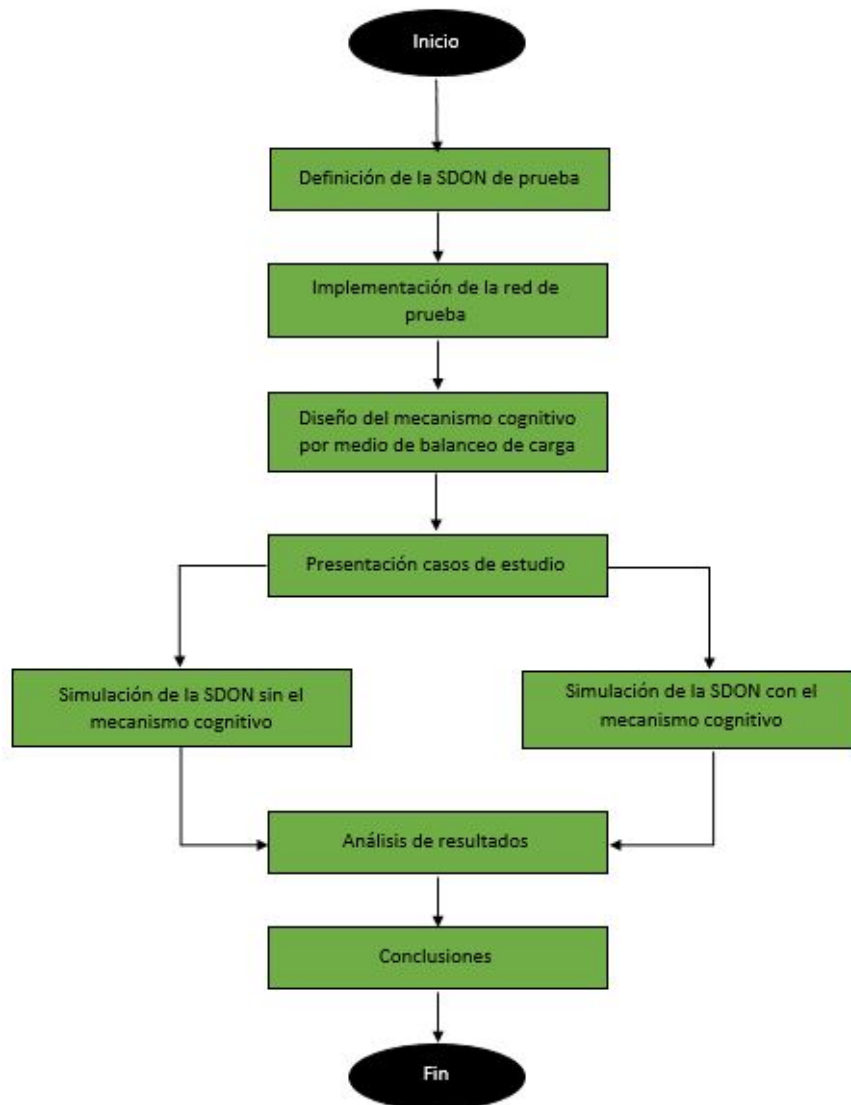 Inicio
Definición de la SDON de prueba
Implementación de la red de
prueba
Diseño del mecanismo cognitivo
por medio de balanceo de carga
Presentación casos de estudio
Simulación de la SDON sin el
mecanismo cognitivo
Simulación de la SDON con el
mecanismo cognitivo
Análisis de resultados
Conclusiones
Fin